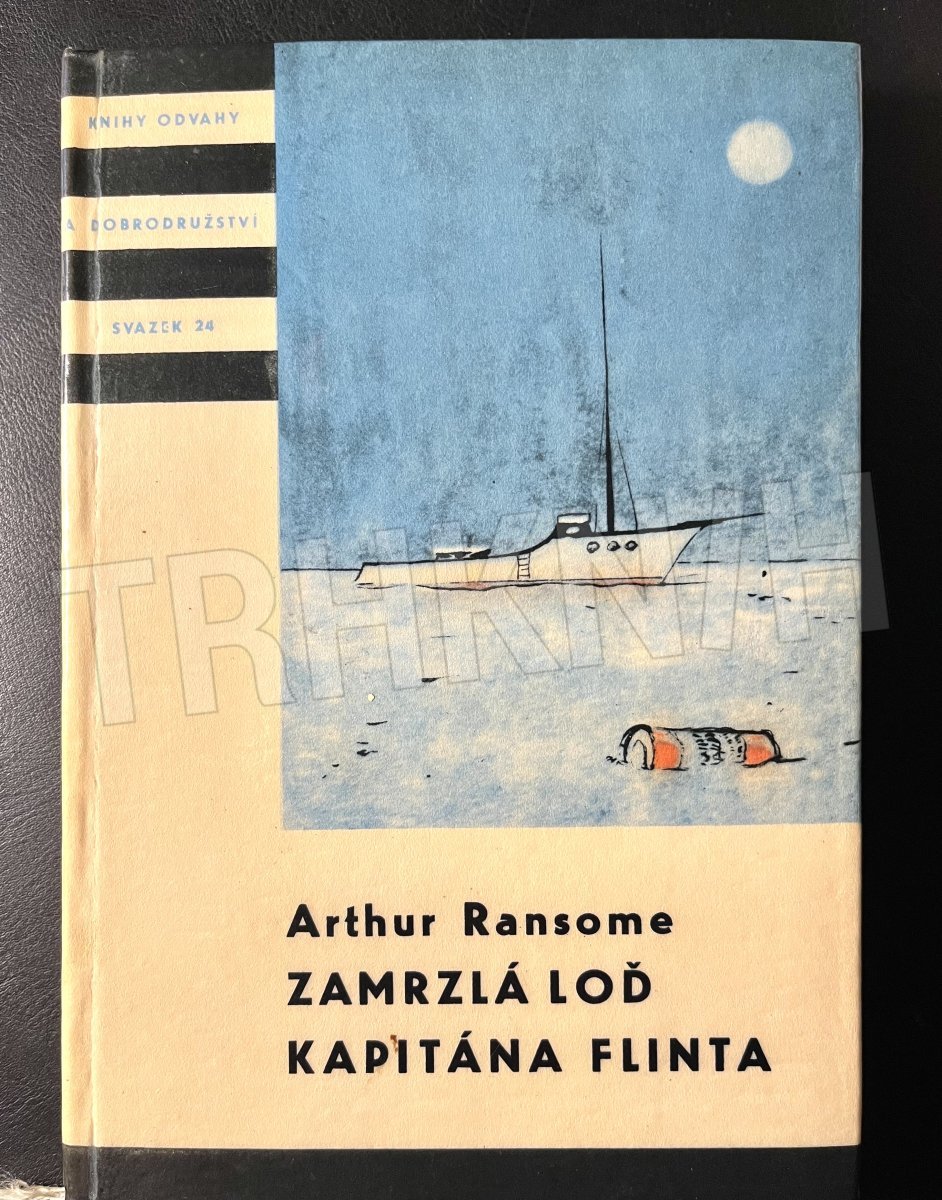 KNIHY ODVAHY
A DOBRODRUŽSTVÍ
SVAZEK 24
TRHKNIH
Arthur Ransome
ZAMRZLÁ LOĎ
KAPITÁNA FLINTA